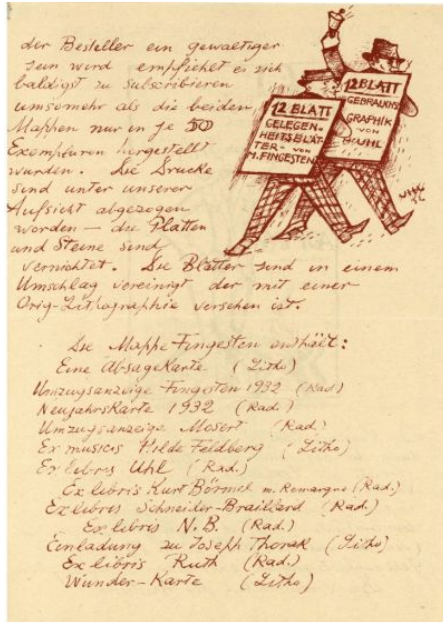 der Besteller ein gewaltiger
sein wird empfiehlt es sich
baldigst zu subscribieren
umsomehr als die beiden
Mappen nur in je 50
Exemplaren hergestellt
wurden. Die Drucke
sind unter unserer
Aufsicht abgezogen
worden – die Platten
und Steine sind
vernichtet. Die Blätter sind in einem
Umschlag vereinigt der mit einer
Orig-Lithographie versehen ist.
12 BLATT
GELEGEN-
HEITSBLÄT-
TER - VON
M. FINGESTEN
12 BLATT
GEBRAUCHS
GRAPHIK
VON
UHL
32
Die Mappe Fingesten enthält:
Eine Absagekarte (Litho)
Umzugsanzeige Fingesten 1932 (Rad)
Neujahrskarte 1932 (Rad.)
Umzugsanzeige Mosert (Rad.)
Ex musicis Hilde Feldberg (Litho)
Ex libris Uhl (Rad.)
Ex libris Kurt Börmel m. Remarque (Rad.)
Ex libris Schneider-Brailard (Rad.)
Ex libris N.B (Rad.)
Einladung zu Joseph Thorak (Litho)
Ex libris Ruth (Rad.)
Wunder-Karte (Litho)